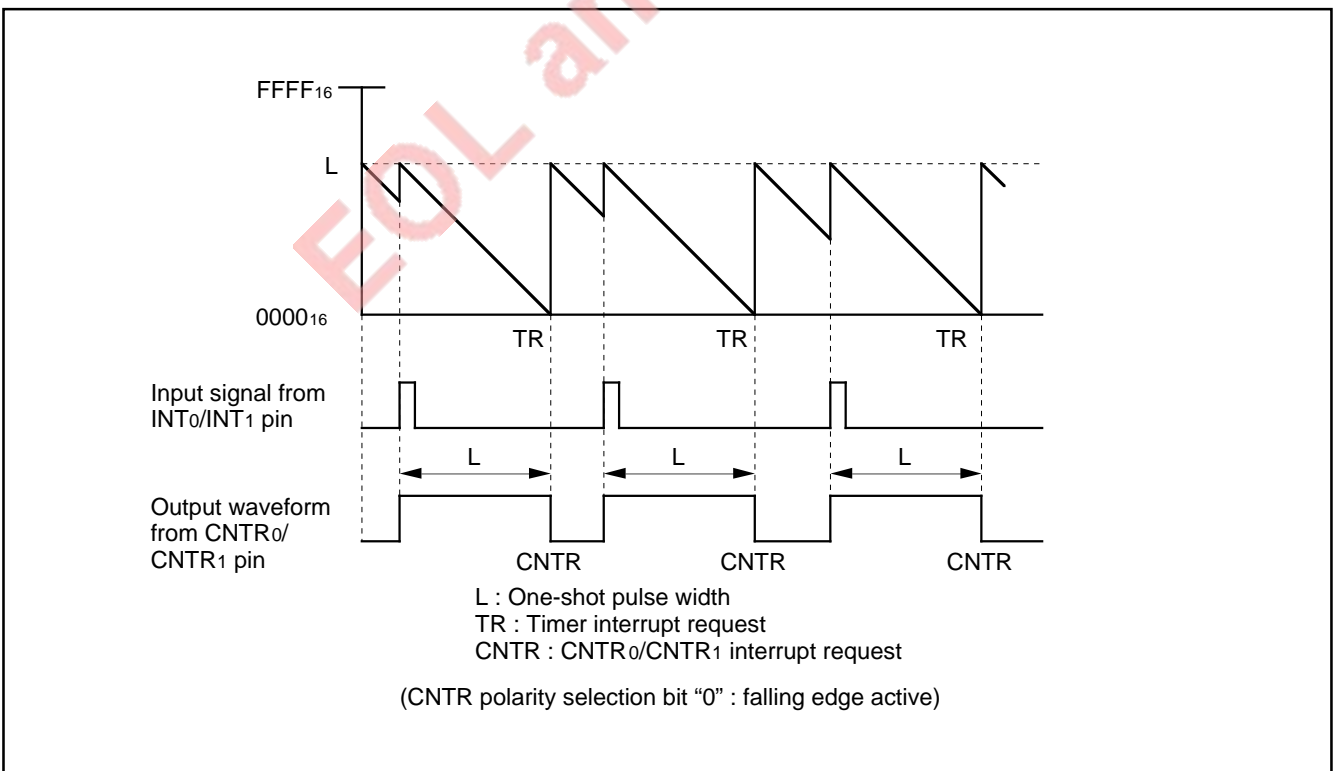 EOL an
FFFF16
L
000016
TR TR TR
Input signal from
INT0/INT1 pin
L L L
Output waveform
from CNTR0/
CNTR1 pin
CNTR CNTR CNTR
L : One-shot pulse width
TR : Timer interrupt request
CNTR : CNTR0/CNTR1 interrupt request
(CNTR polarity selection bit “0” : falling edge active)